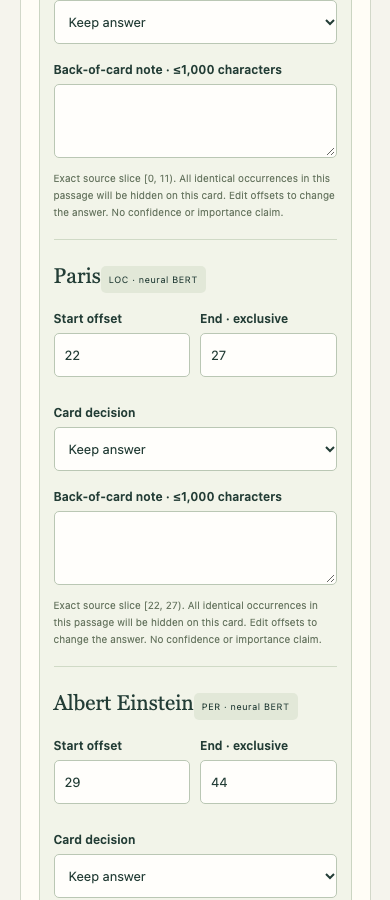 Keep answer
Back-of-card note · ≤1,000 characters
Exact source slice [0, 11). All identical occurrences in this
passage will be hidden on this card. Edit offsets to change
the answer. No confidence or importance claim.
Paris LOC · neural BERT
Start offset End · exclusive
22 27
Card decision
Keep answer
Back-of-card note · ≤1,000 characters
Exact source slice [22, 27). All identical occurrences in
this passage will be hidden on this card. Edit offsets to
change the answer. No confidence or importance claim.
Albert Einstein PER · neural BERT
Start offset End · exclusive
29 44
Card decision
Keep answer